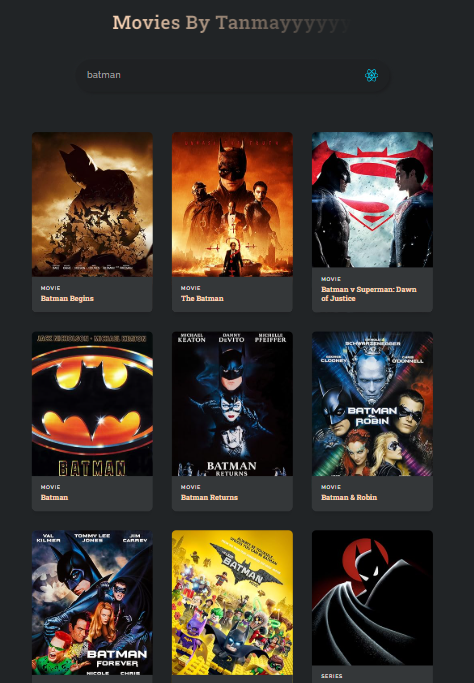 Movies By Tanmayyyyyy
batman
MOVIE
Batman Begins
MOVIE
The Batman
MOVIE
Batman v Superman: Dawn
of Justice
JACK NICHOLSON · MICHAEL KEATON
BATMAN
MOVIE
Batman
MICHAEL KEATON
DANNY DEVITO
MICHELLE PFEIFFER
BATMAN
RETURNS
MOVIE
Batman Returns
SCHWARZENEGGER
CLOONEY
O'DONNELL
BATMAN
ROBIN
MOVIE
Batman & Robin
VAL KILMER
TOMMY LEE JONES
JIM CARREY
BATMAN
FOREVER
NICOLE
CHRIS
BATMAN
SERIES